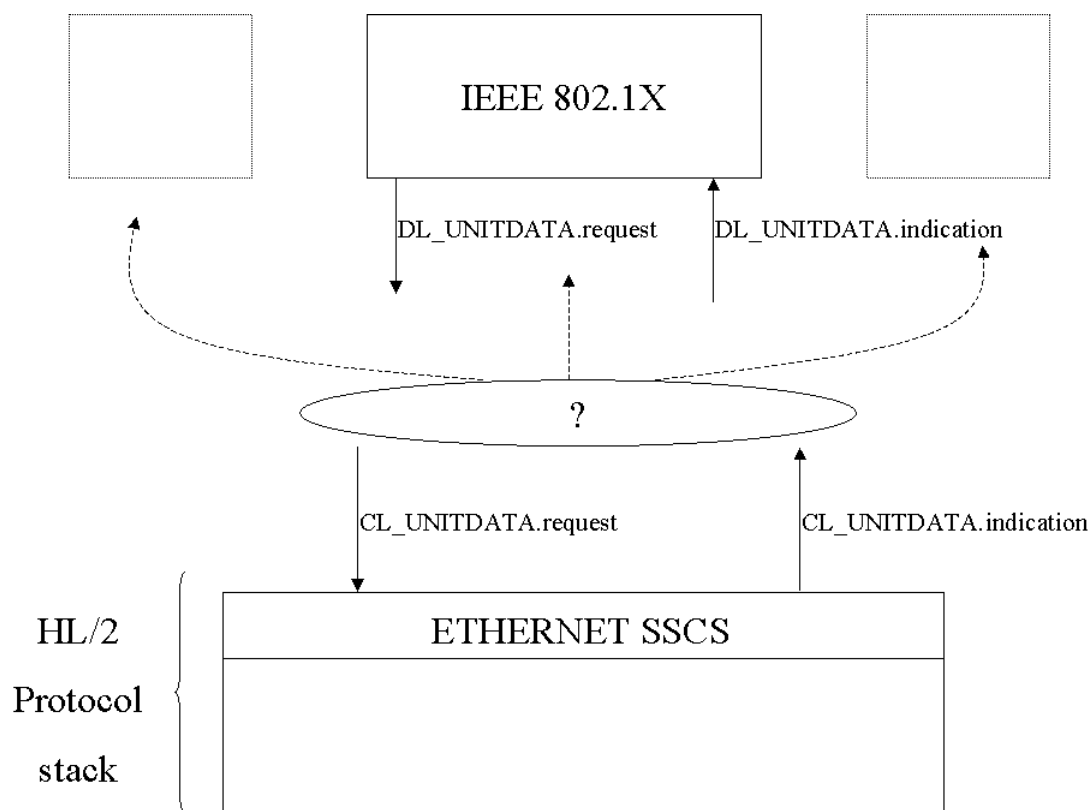 IEEE 802.1X
DL_UNITDATA.request
DL_UNITDATA.indication
?
CL_UNITDATA.request
CL_UNITDATA.indication
HL/2
Protocol
stack
ETHERNET SSCS